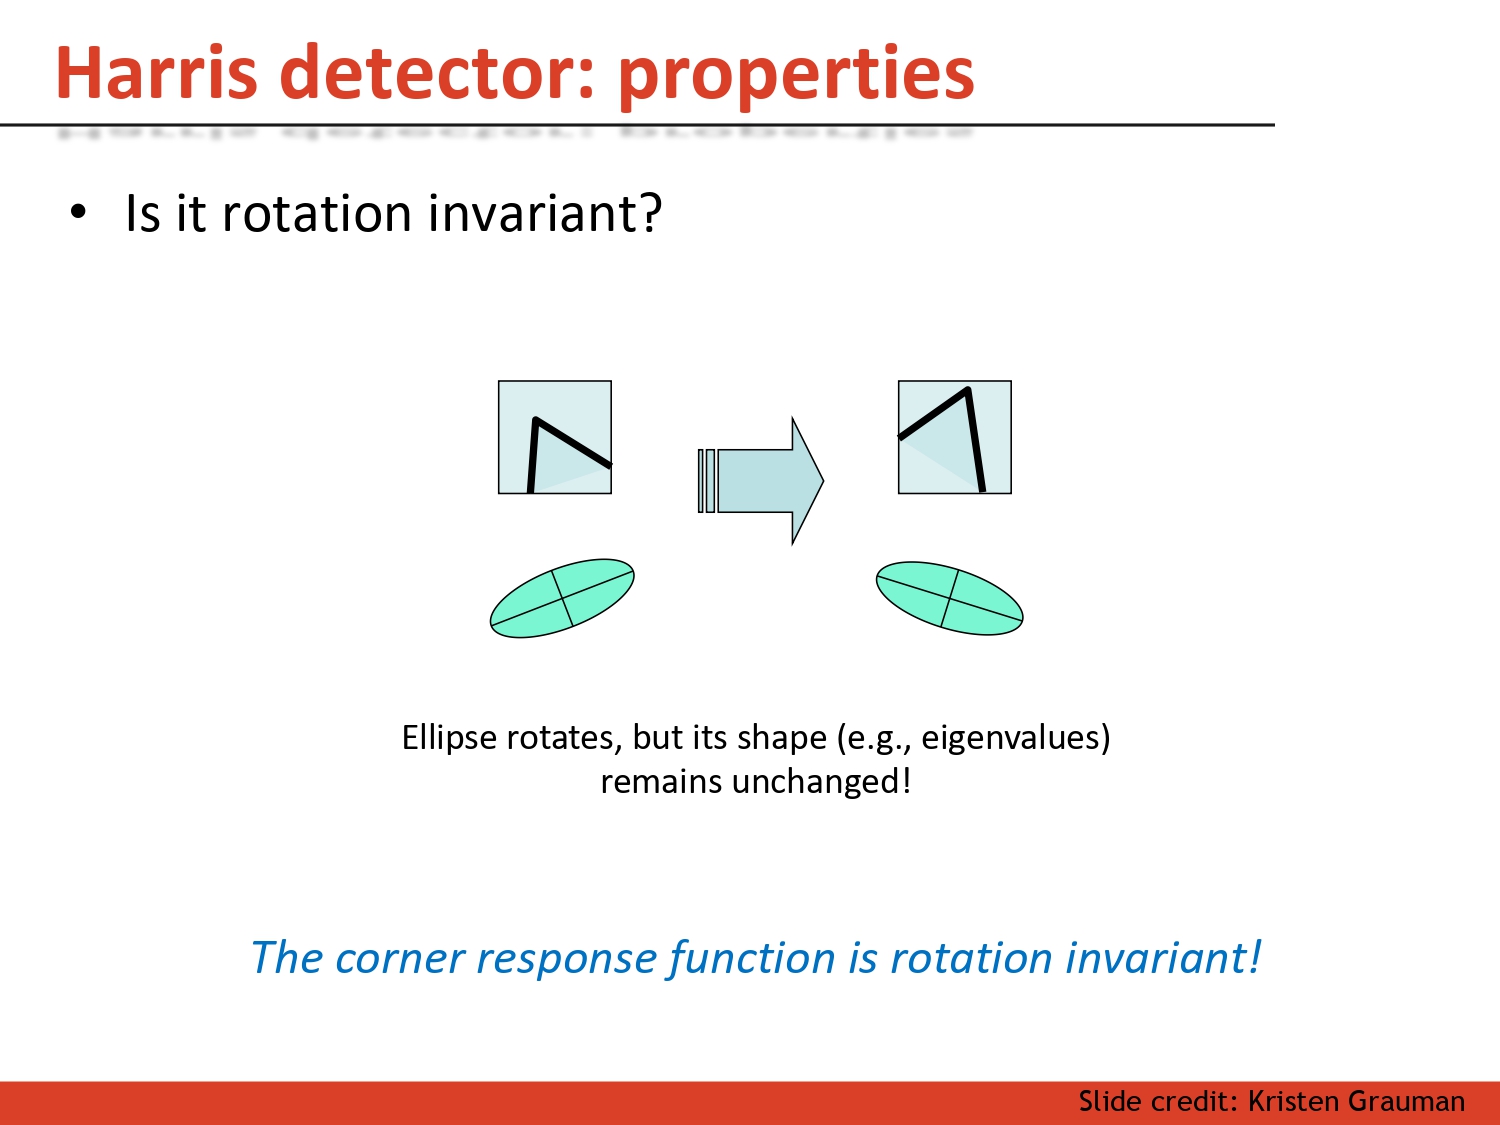 Harris detector: properties
• Is it rotation invariant?
Ellipse rotates, but its shape (e.g., eigenvalues)
remains unchanged!
The corner response function is rotation invariant!
Slide credit: Kristen Grauman